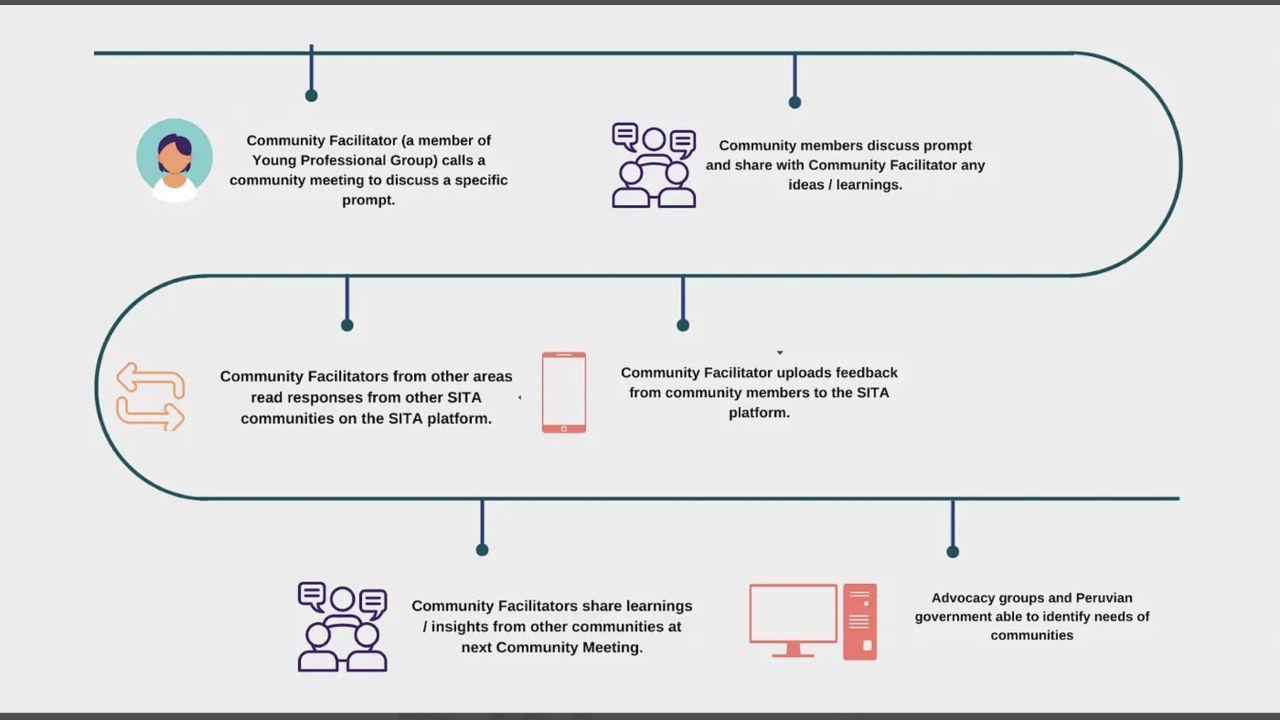 Community Facilitator (a member of
Young Professional Group) calls a
community meeting to discuss a specific
prompt.
Community members discuss prompt
and share with Community Facilitator any
ideas / learnings.
Community Facilitators from other areas
read responses from other SITA
communities on the SITA platform.
Community Facilitator uploads feedback
from community members to the SITA
platform.
Community Facilitators share learnings
/ insights from other communities at
next Community Meeting.
Advocacy groups and Peruvian
government able to identify needs of
communities